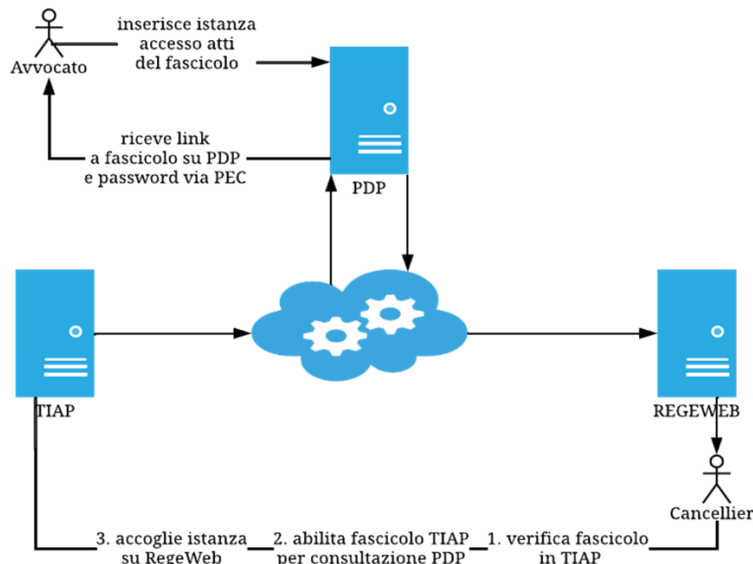 inserisce istanza
accesso atti
del fascicolo
Avvocato
riceve link
a fascicolo su PDP
e password via PEC
PDP
TIAP
REGEWEB
Cancellier
3. accoglie istanza
su RegeWeb
2. abilita fascicolo TIAP
per consultazione PDP
1. verifica fascicolo
in TIAP